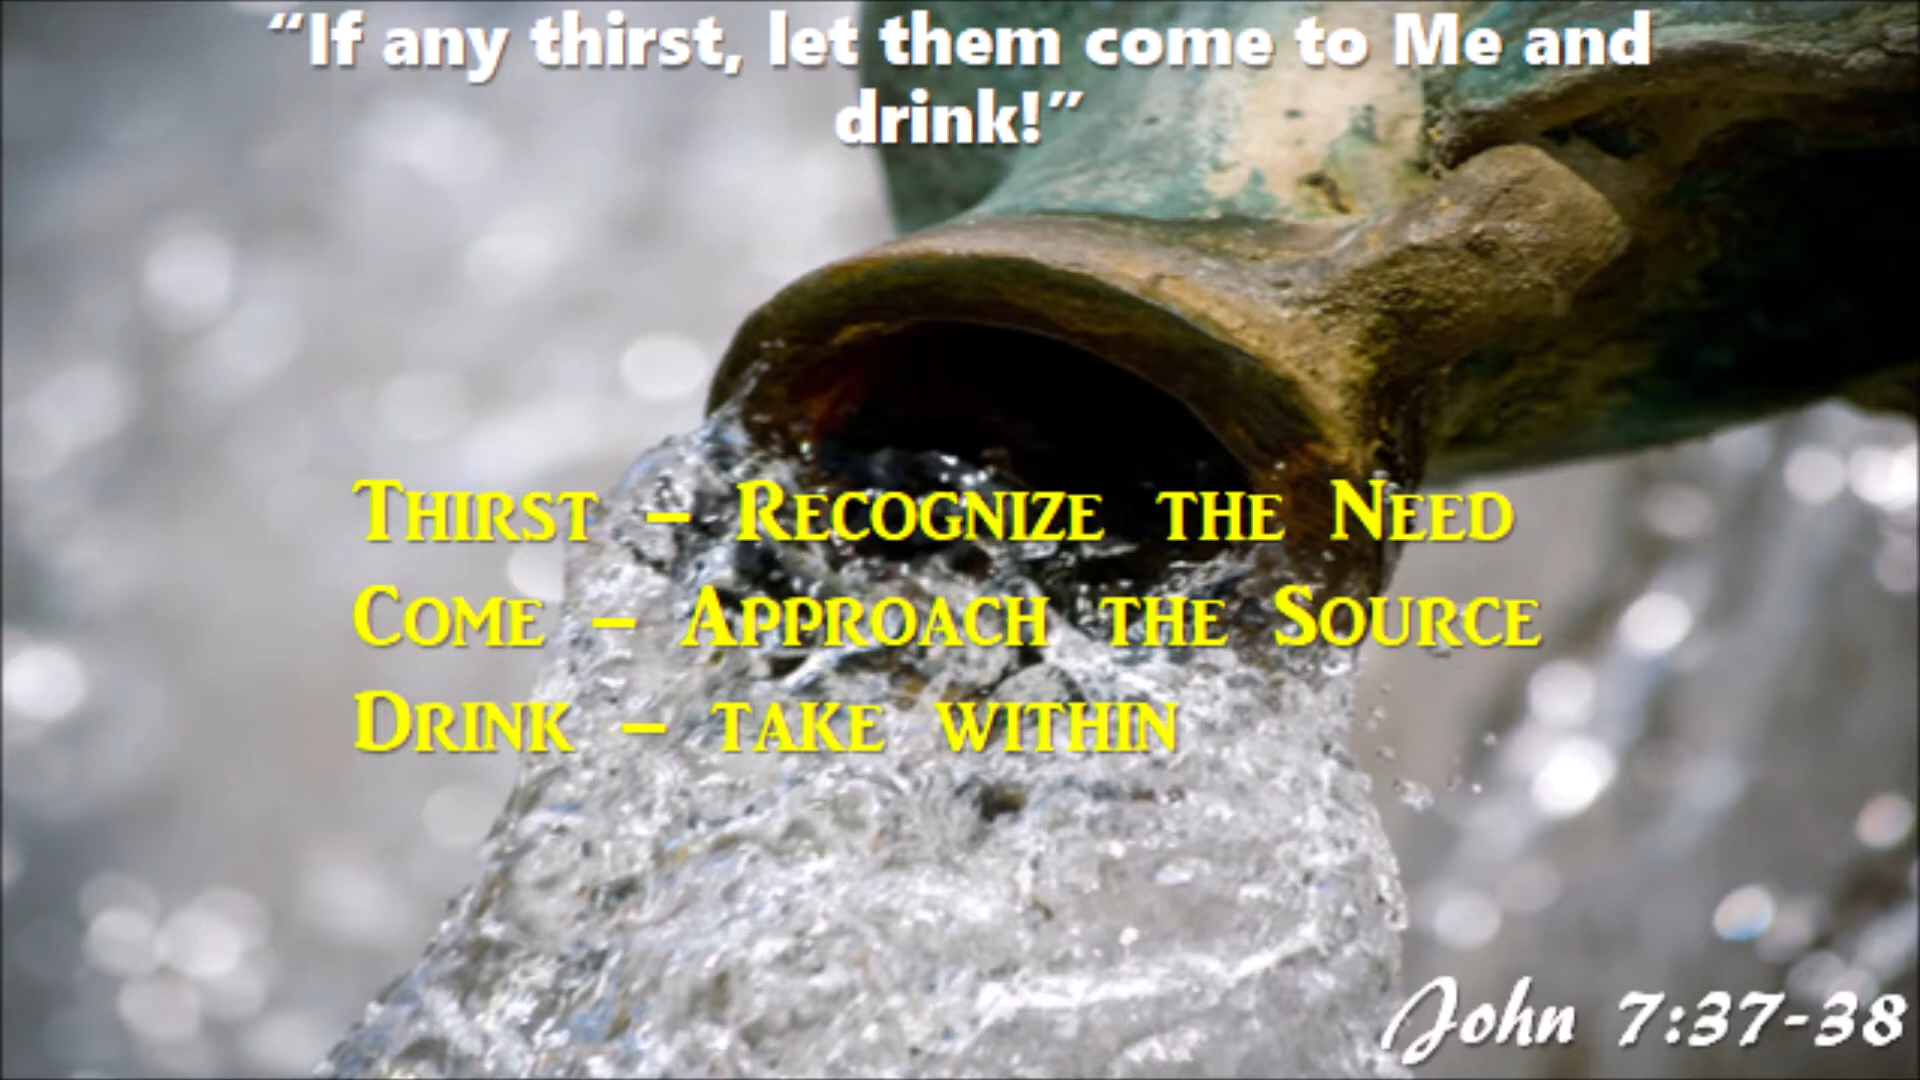 “If any thirst, let them come to Me and
drink!”
Thirst – Recognize the Need
Come – Approach the Source
Drink – take within
John 7:37-38